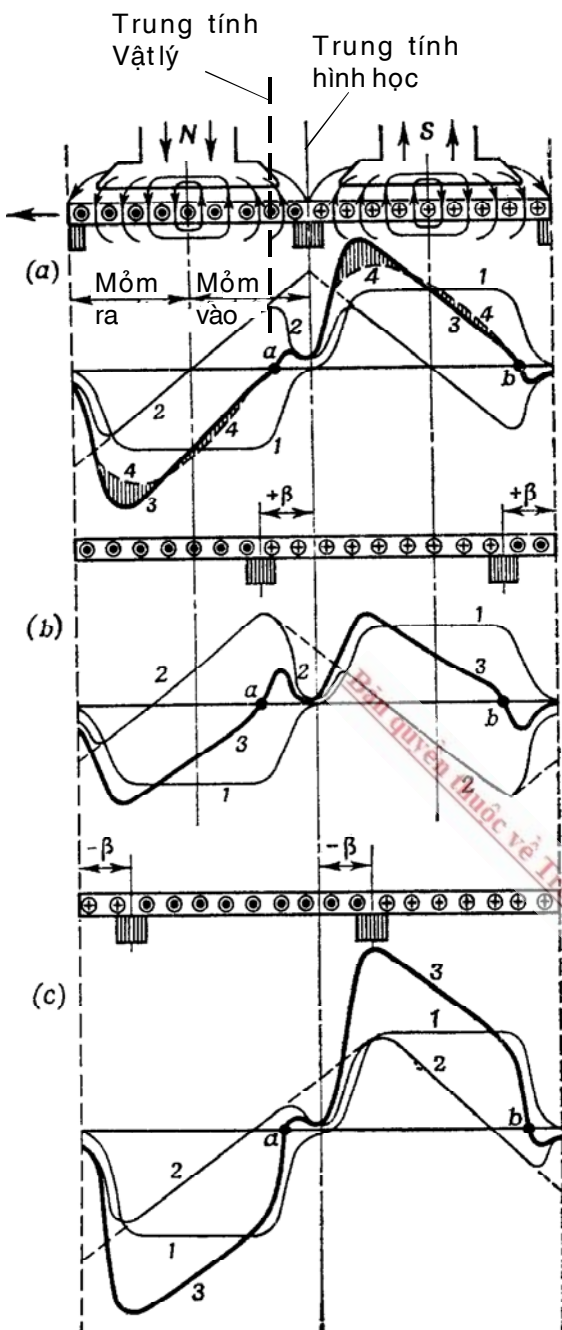 Trung tính
Vật lý
Trung tính
hình học
N
S
(a)
Mỏm
ra
Mỏm
vào
4
1
2
a
3
4
2
b
4
1
4
3
+β
+β
(b)
1
2
a
2
3
b
3
1
2
Bản quyền thuộc về Tr
-β
-β
(c)
3
1
2
a
b
2
1
3